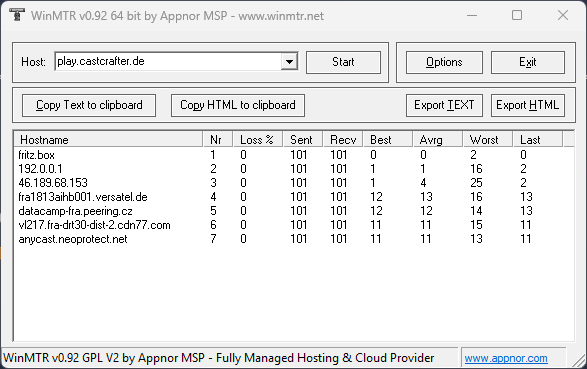 WinMTR v0.92 64 bit by Appnor MSP - www.winmtr.net
Host: play.castcrafter.de Start Options Exit
Copy Text to clipboard Copy HTML to clipboard Export TEXT Export HTML
Hostname Nr Loss % Sent Recv Best Avrg Worst Last
fritz.box 1 0 101 101 0 0 2 0
192.0.0.1 2 0 101 101 1 1 16 2
46.189.68.153 3 0 101 101 1 4 25 2
fra1813aihb001.versatel.de 4 0 101 101 12 13 16 13
datacamp-fra.peering.cz 5 0 101 101 12 12 14 13
vl217.fra-drt30-dist-2.cdn77.com 6 0 101 101 11 11 15 11
anycast.neoprotect.net 7 0 101 101 11 11 13 11
WinMTR v0.92 GPL V2 by Appnor MSP - Fully Managed Hosting & Cloud Provider www.appnor.com